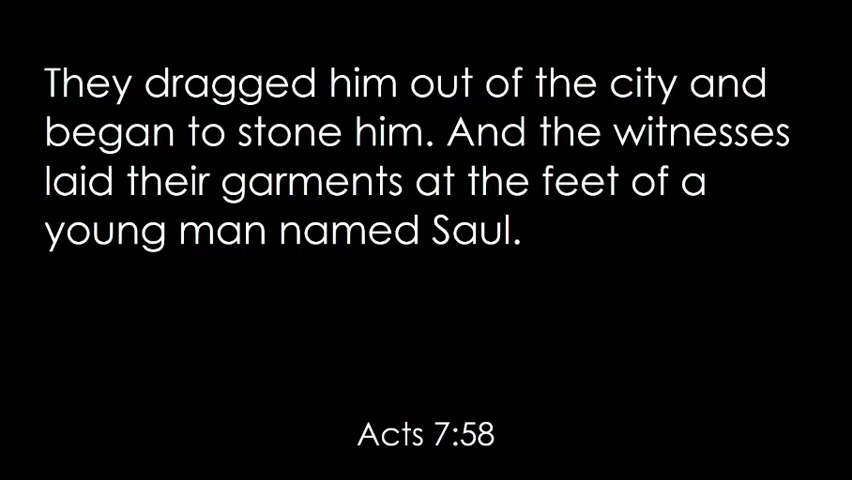 They dragged him out of the city and
began to stone him. And the witnesses
laid their garments at the feet of a
young man named Saul.
Acts 7:58